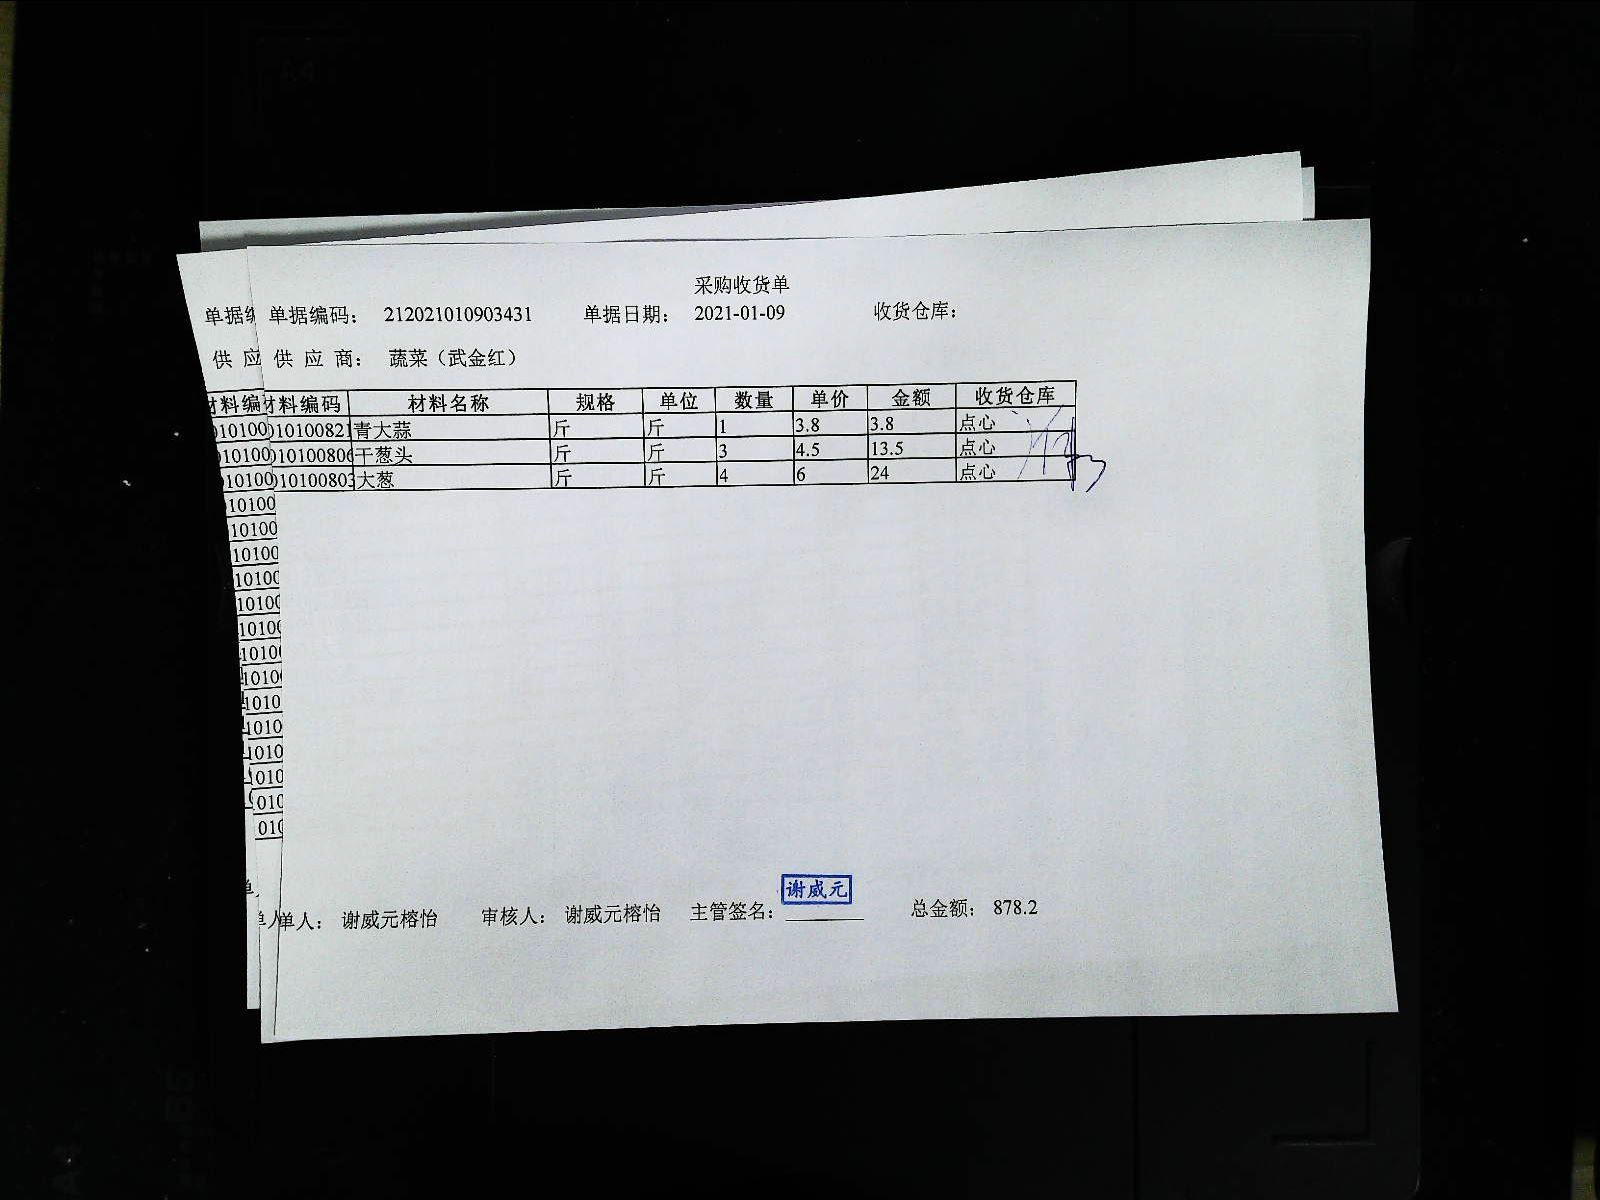 采购收货单
单据编码： 212021010903431 单据日期： 2021-01-09 收货仓库：
供 应 商： 蔬菜（武金红）
材料编码 材料名称 规格 单位 数量 单价 金额 收货仓库
010100821 青大蒜 斤 斤 1 3.8 3.8 点心
010100806 干葱头 斤 斤 3 4.5 13.5 点心
010100803 大葱 斤 斤 4 6 24 点心
谢威元
单人： 谢威元榕怡 审核人： 谢威元榕怡 主管签名： 总金额： 878.2